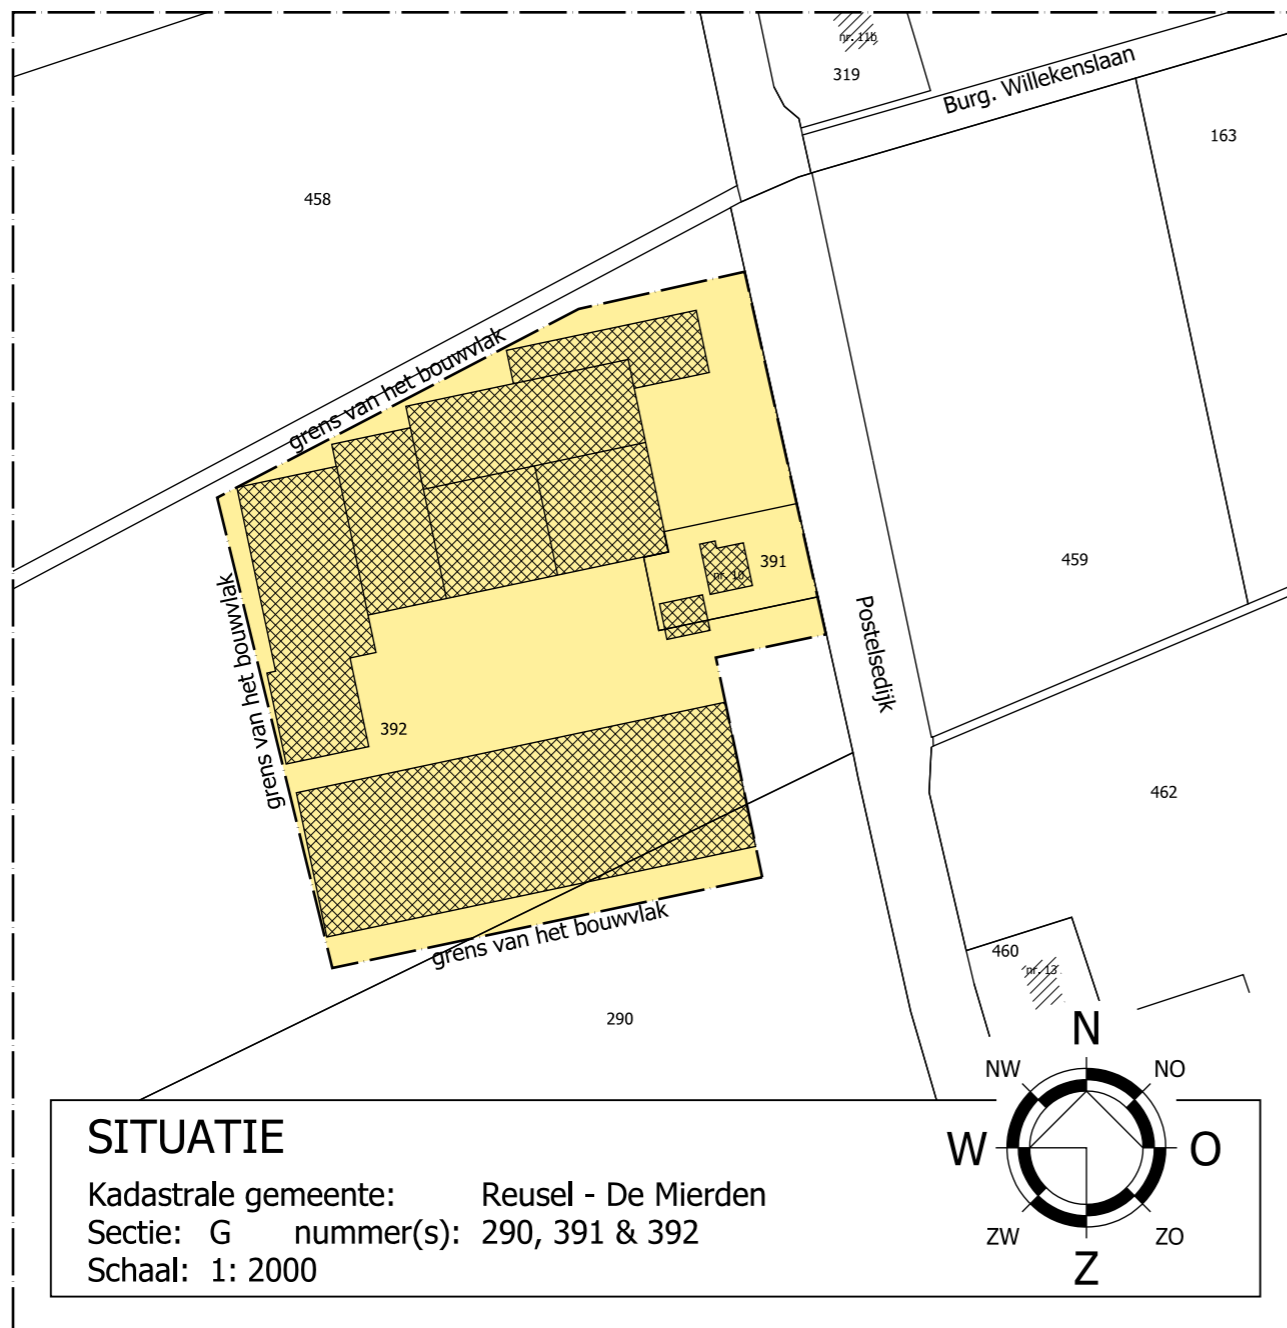 nr. 11b
319
Burg. Willekenslaan
163
458
grens van het bouwvlak
459
391
nr. 10
grens van het bouwvlak
Postelsedijk
392
462
grens van het bouwvlak
460
nr. 13
290
N
NW
NO
W
O
ZW
ZO
Z
SITUATIE
Kadastrale gemeente: Reusel - De Mierden
Sectie: G nummer(s): 290, 391 & 392
Schaal: 1: 2000